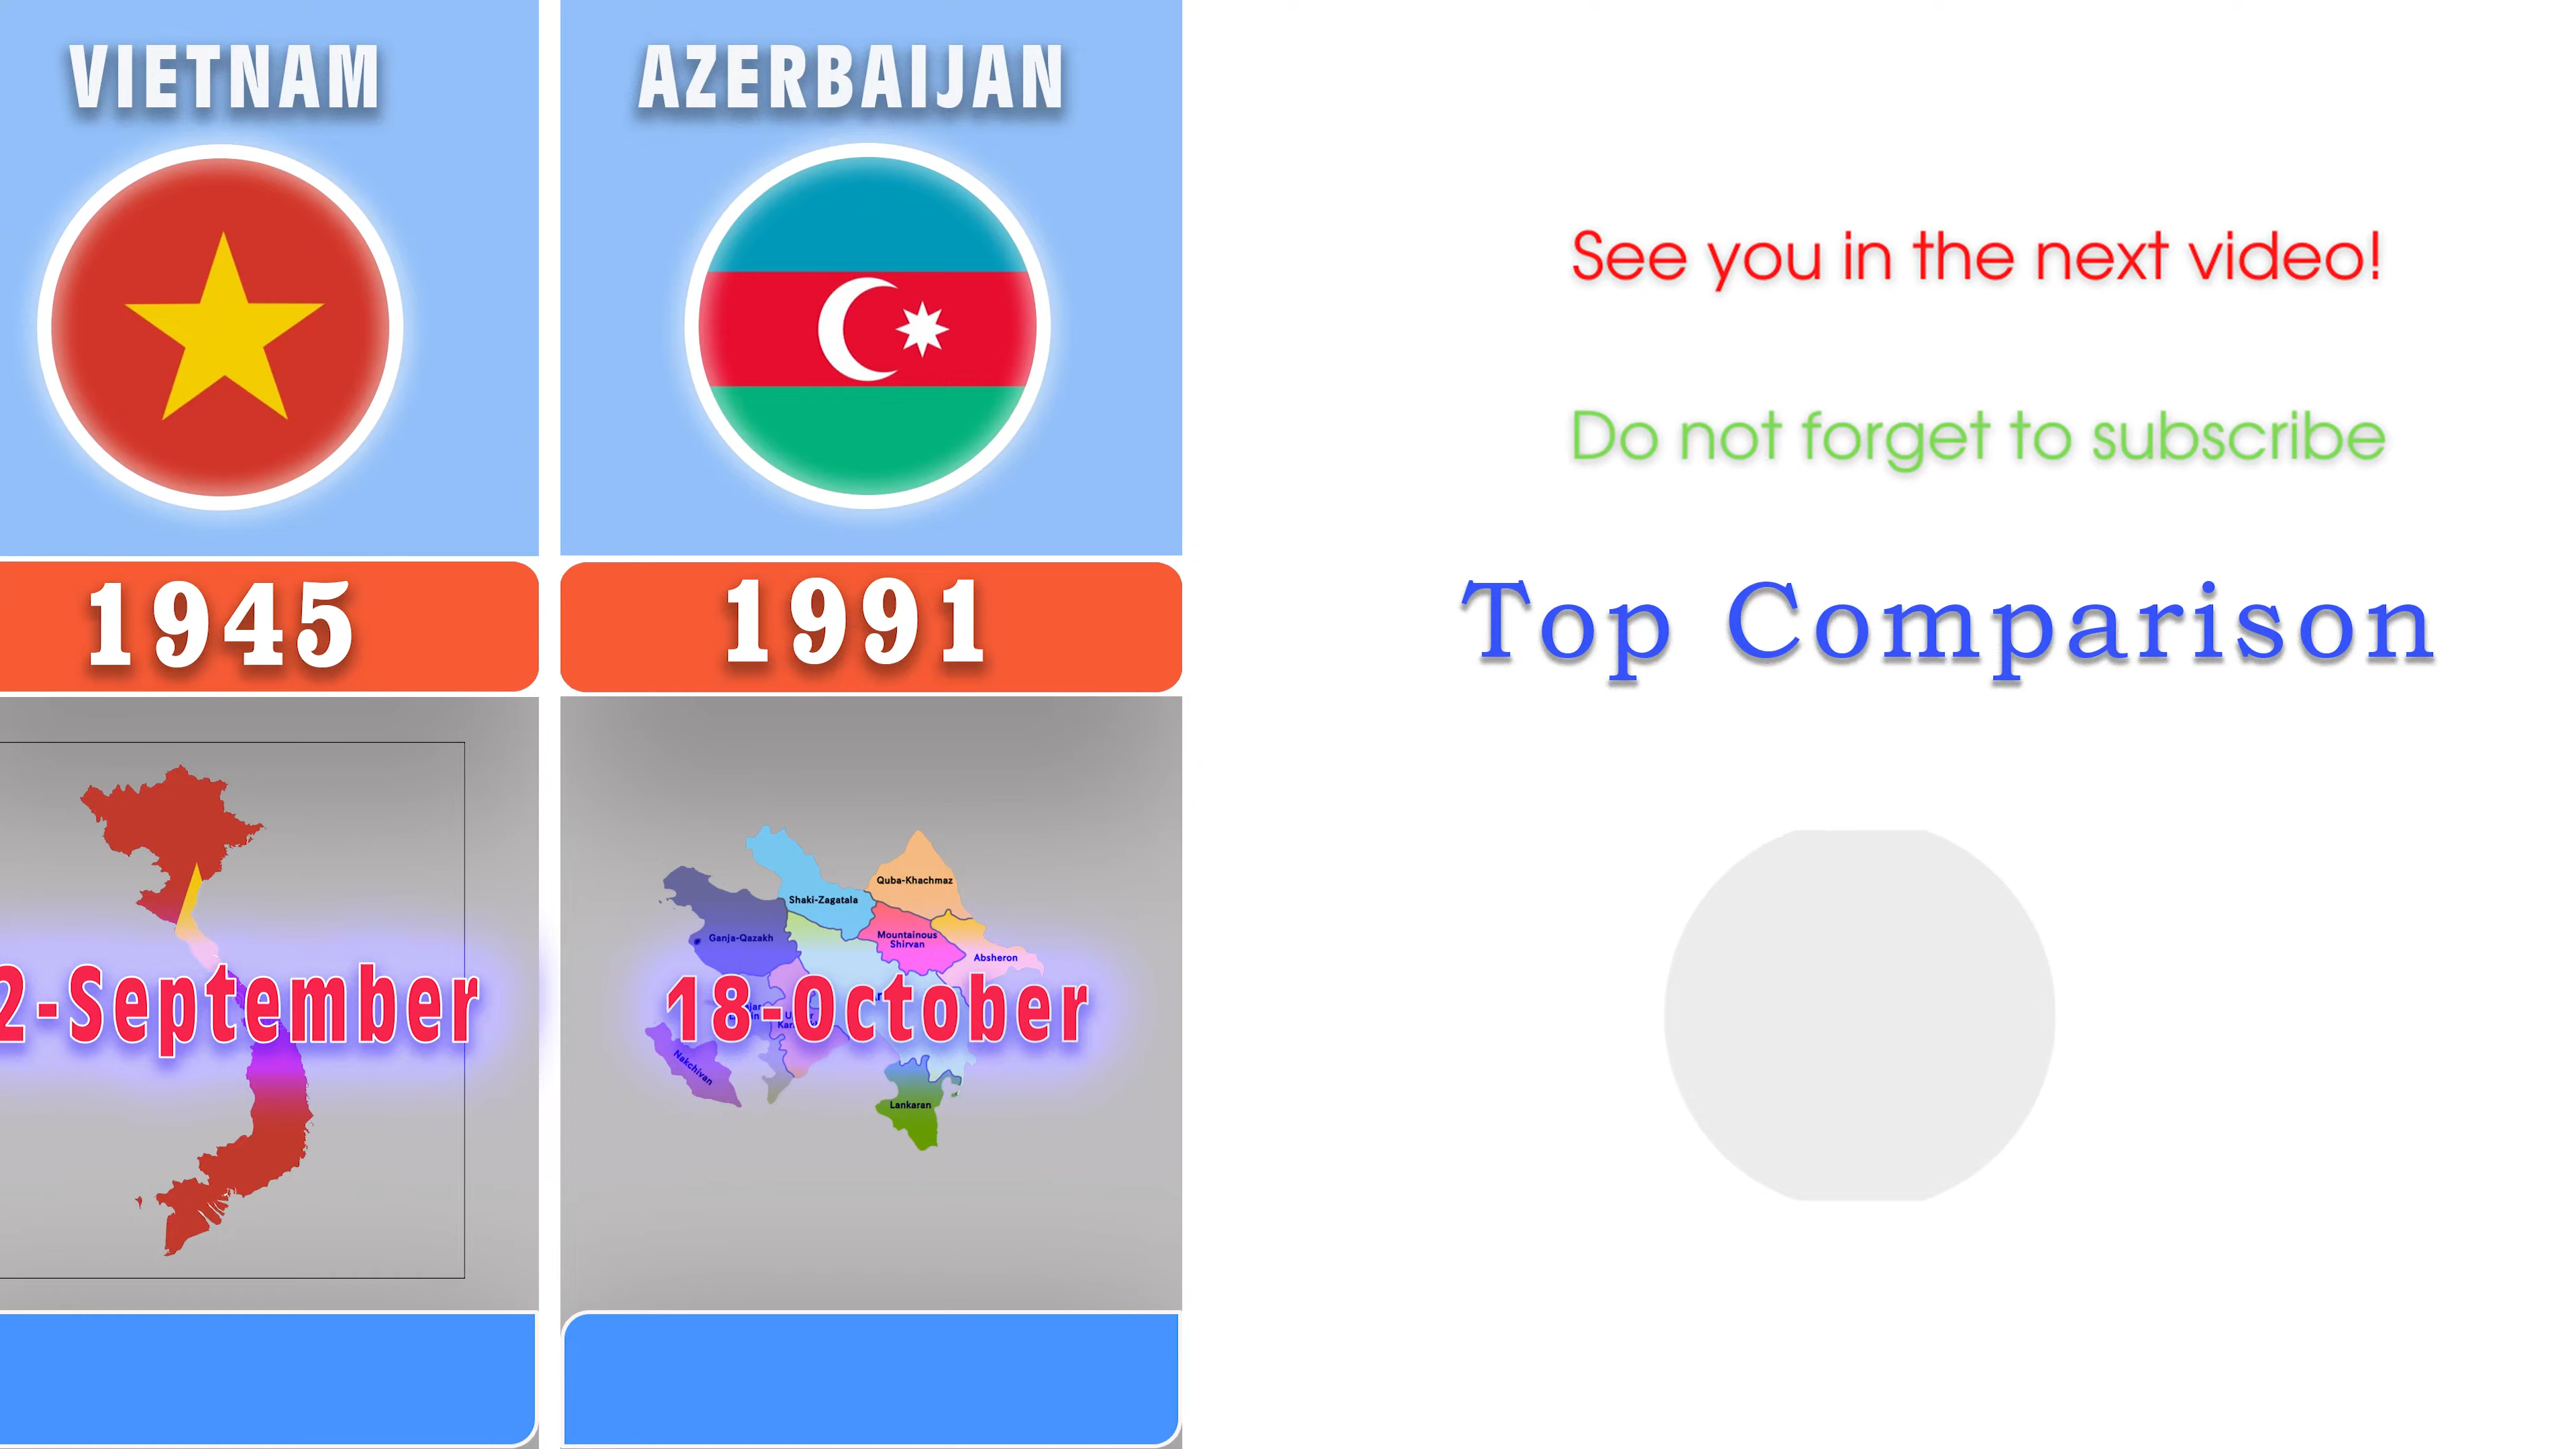 VIETNAM
1945
2-September
AZERBAIJAN
1991
Quba-Khachmaz
Shaki-Zagatala
Mountainous
Shirvan
Ganja-Qazakh
Absheron
18-October
Nakchivan
Lankaran
See you in the next video!
Do not forget to subscribe
Top Comparison